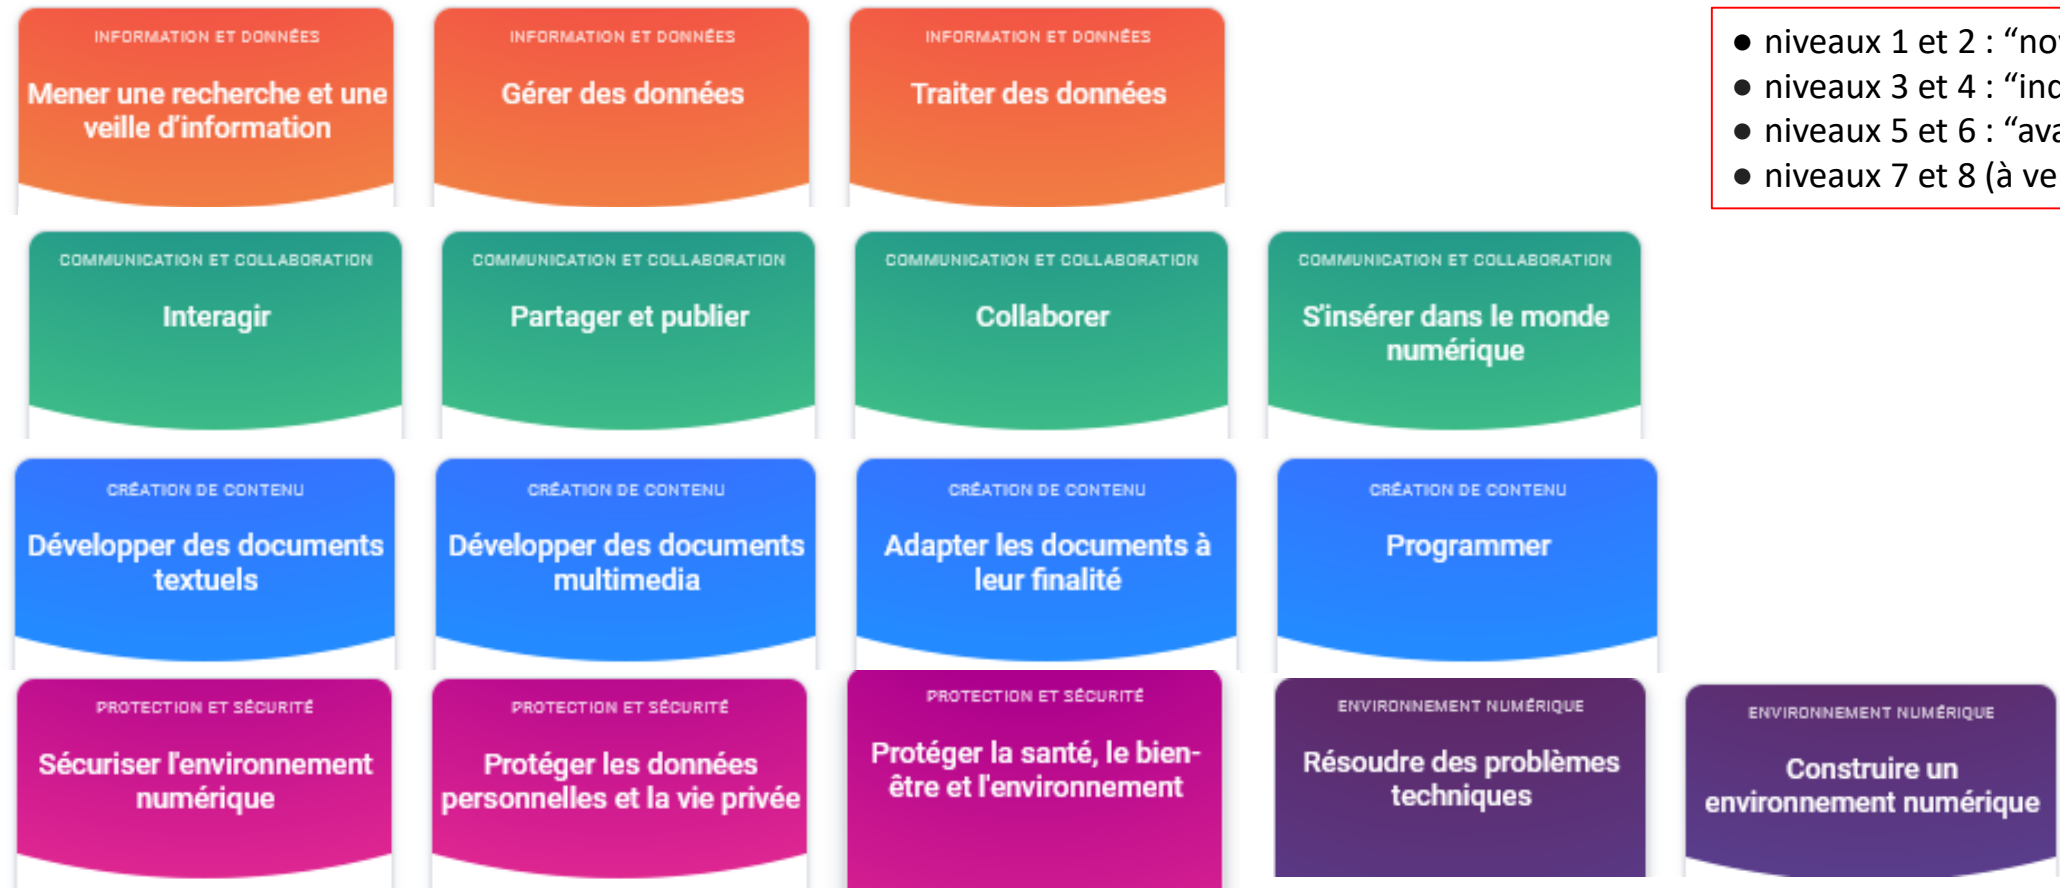 INFORMATION ET DONNÉES
Mener une recherche et une
veille d'information
INFORMATION ET DONNÉES
Gérer des données
INFORMATION ET DONNÉES
Traiter des données
● niveaux 1 et 2 : “
● niveaux 3 et 4 : “
● niveaux 5 et 6 : “
● niveaux 7 et 8 (à
COMMUNICATION ET COLLABORATION
Interagir
COMMUNICATION ET COLLABORATION
Partager et publier
COMMUNICATION ET COLLABORATION
Collaborer
COMMUNICATION ET COLLABORATION
S'insérer dans le monde
numérique
CRÉATION DE CONTENU
Développer des documents
textuels
CRÉATION DE CONTENU
Développer des documents
multimedia
CRÉATION DE CONTENU
Adapter les documents à
leur finalité
CRÉATION DE CONTENU
Programmer
PROTECTION ET SÉCURITÉ
Sécuriser l'environnement
numérique
PROTECTION ET SÉCURITÉ
Protéger les données
personnelles et la vie privée
PROTECTION ET SÉCURITÉ
Protéger la santé, le bien-
être et l'environnement
ENVIRONNEMENT NUMÉRIQUE
Résoudre des problèmes
techniques
ENVIRONNEMENT NUMÉRIQUE
Construire un
environnement numérique